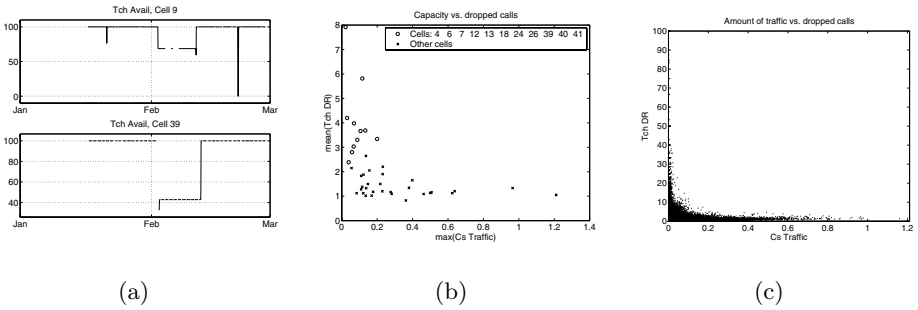 Tch Avail, Cell 9
100
50
0
Jan Feb Mar
Tch Avail, Cell 39
100
80
60
40
Jan Feb Mar
(a)
Capacity vs. dropped calls
Cells: 4 6 7 12 13 18 24 26 39 40 41
Other cells
mean(Tch DR)
8
7
6
5
4
3
2
1
0
0 0.2 0.4 0.6 0.8 1 1.2 1.4
max(Cs Traffic)
(b)
Amount of traffic vs. dropped calls
Tch DR
100
90
80
70
60
50
40
30
20
10
0
0 0.2 0.4 0.6 0.8 1 1.2
Cs Traffic
(c)